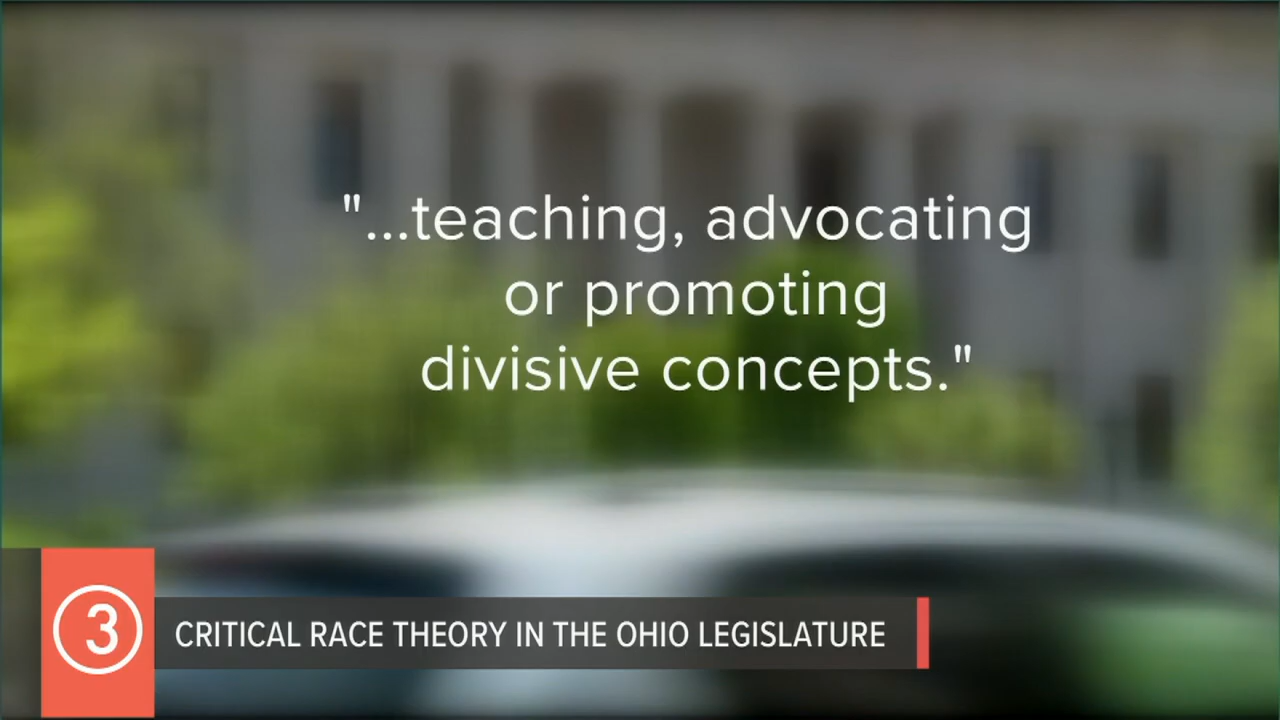 "...teaching, advocating
or promoting
divisive concepts."
3
CRITICAL RACE THEORY IN THE OHIO LEGISLATURE